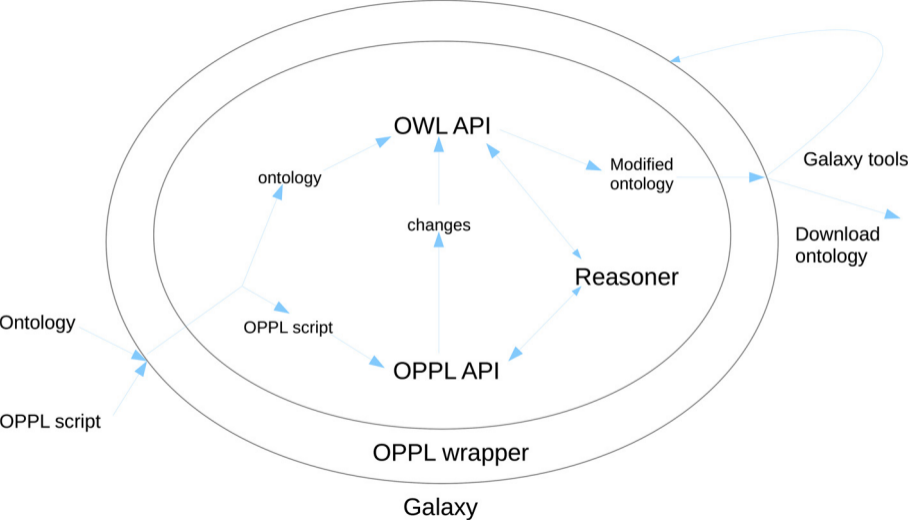 OWL API
Modified
ontology
Galaxy tools
ontology
changes
Download
ontology
Reasoner
Ontology
OPPL script
OPPL API
OPPL script
OPPL wrapper
Galaxy